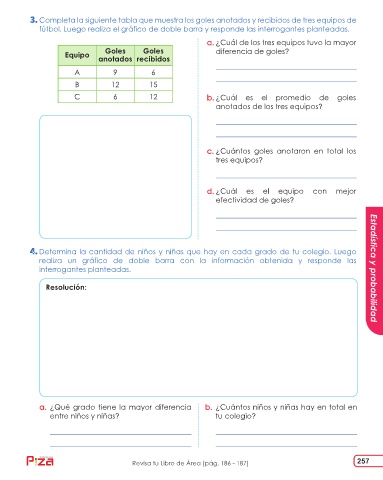 3. Completa la siguiente tabla que muestra los goles anotados y recibidos de tres equipos de
fútbol. Luego realiza el gráfico de doble barra y responde las interrogantes planteadas.
Equipo Goles anotados Goles recibidos
A 9 6
B 12 15
C 6 12
a. ¿Cuál de los tres equipos tuvo la mayor
diferencia de goles?
b. ¿Cuál es el promedio de goles
anotados de los tres equipos?
c. ¿Cuántos goles anotaron en total los
tres equipos?
d. ¿Cuál es el equipo con mejor
efectividad de goles?
Estadística y probabilidad
4. Determina la cantidad de niños y niñas que hay en cada grado de tu colegio. Luego
realiza un gráfico de doble barra con la información obtenida y responde las
interrogantes planteadas.
Resolución:
a. ¿Qué grado tiene la mayor diferencia
entre niños y niñas?
b. ¿Cuántos niños y niñas hay en total en
tu colegio?
Piza
Revisa tu Libro de Área (pág. 186 - 187)
257